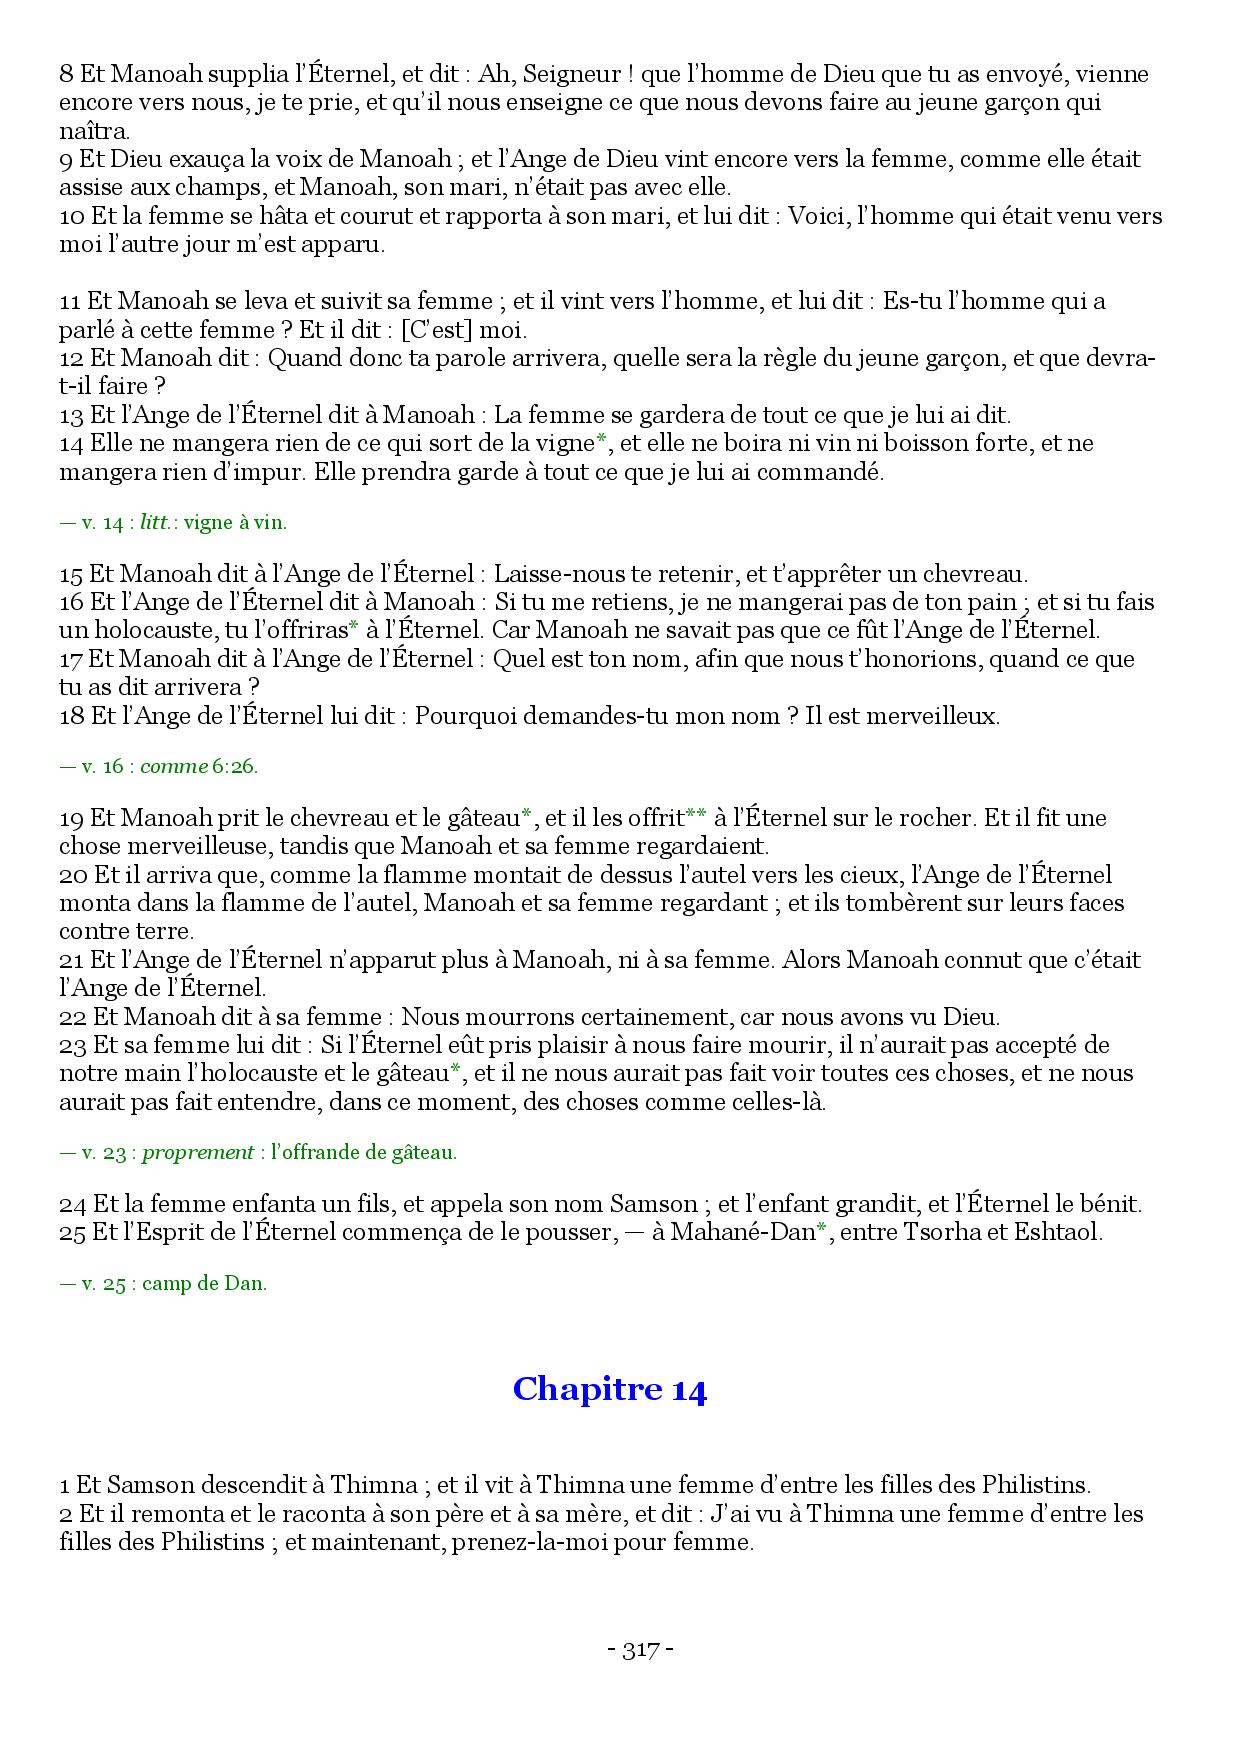 8 Et Manoah supplia l’Éternel, et dit : Ah, Seigneur ! que l’homme de Dieu que tu as envoyé, vienne
encore vers nous, je te prie, et qu’il nous enseigne ce que nous devons faire au jeune garçon qui
naîtra.
9 Et Dieu exauça la voix de Manoah ; et l’Ange de Dieu vint encore vers la femme, comme elle était
assise aux champs, et Manoah, son mari, n’était pas avec elle.
10 Et la femme se hâta et courut et rapporta à son mari, et lui dit : Voici, l’homme qui était venu vers
moi l’autre jour m’est apparu.
11 Et Manoah se leva et suivit sa femme ; et il vint vers l’homme, et lui dit : Es-tu l’homme qui a
parlé à cette femme ? Et il dit : [C’est] moi.
12 Et Manoah dit : Quand donc ta parole arrivera, quelle sera la règle du jeune garçon, et que devra-
t-il faire ?
13 Et l’Ange de l’Éternel dit à Manoah : La femme se gardera de tout ce que je lui ai dit.
14 Elle ne mangera rien de ce qui sort de la vigne*, et elle ne boira ni vin ni boisson forte, et ne
mangera rien d’impur. Elle prendra garde à tout ce que je lui ai commandé.
— v. 14 : litt.: vigne à vin.
15 Et Manoah dit à l’Ange de l’Éternel : Laisse-nous te retenir, et t’apprêter un chevreau.
16 Et l’Ange de l’Éternel dit à Manoah : Si tu me retiens, je ne mangerai pas de ton pain ; et si tu fais
un holocauste, tu l’offriras* à l’Éternel. Car Manoah ne savait pas que ce fût l’Ange de l’Éternel.
17 Et Manoah dit à l’Ange de l’Éternel : Quel est ton nom, afin que nous t’honorions, quand ce que
tu as dit arrivera ?
18 Et l’Ange de l’Éternel lui dit : Pourquoi demandes-tu mon nom ? Il est merveilleux.
— v. 16 : comme 6:26.
19 Et Manoah prit le chevreau et le gâteau*, et il les offrit** à l’Éternel sur le rocher. Et il fit une
chose merveilleuse, tandis que Manoah et sa femme regardaient.
20 Et il arriva que, comme la flamme montait de dessus l’autel vers les cieux, l’Ange de l’Éternel
monta dans la flamme de l’autel, Manoah et sa femme regardant ; et ils tombèrent sur leurs faces
contre terre.
21 Et l’Ange de l’Éternel n’apparut plus à Manoah, ni à sa femme. Alors Manoah connut que c’était
l’Ange de l’Éternel.
22 Et Manoah dit à sa femme : Nous mourrons certainement, car nous avons vu Dieu.
23 Et sa femme lui dit : Si l’Éternel eût pris plaisir à nous faire mourir, il n’aurait pas accepté de
notre main l’holocauste et le gâteau*, et il ne nous aurait pas fait voir toutes ces choses, et ne nous
aurait pas fait entendre, dans ce moment, des choses comme celles-là.
— v. 23 : proprement : l’offrande de gâteau.
24 Et la femme enfanta un fils, et appela son nom Samson ; et l’enfant grandit, et l’Éternel le bénit.
25 Et l’Esprit de l’Éternel commença de le pousser, — à Mahané-Dan*, entre Tsorha et Eshtaol.
— v. 25 : camp de Dan.
Chapitre 14
1 Et Samson descendit à Thimna ; et il vit à Thimna une femme d’entre les filles des Philistins.
2 Et il remonta et le raconta à son père et à sa mère, et dit : J’ai vu à Thimna une femme d’entre les
filles des Philistins ; et maintenant, prenez-la-moi pour femme.
- 317 -